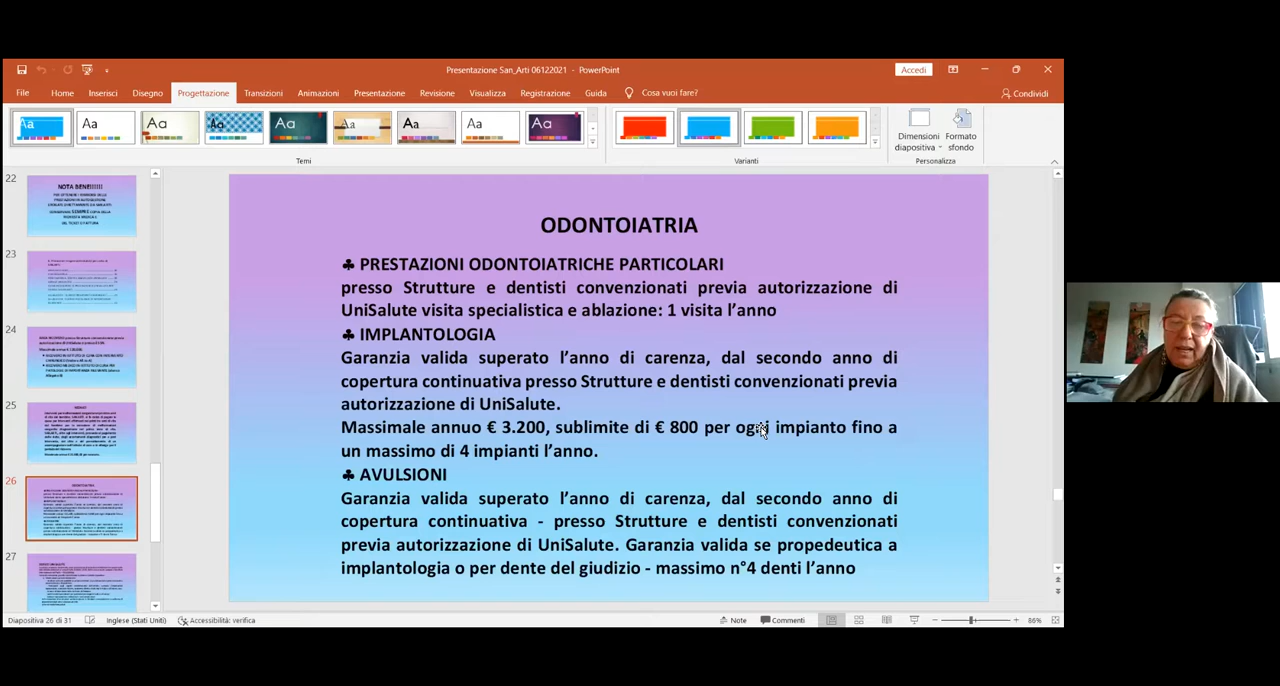 Presentazione San_Arti 06122021 - PowerPoint
Accedi
File Home Inserisci Disegno Progettazione Transizioni Animazioni Presentazione Revisione Visualizza Registrazione Guida Cosa vuoi fare? Condividi
Aa Aa Aa Aa Aa Aa Aa Aa Aa
Dimensioni diapositiva
Formato sfondo
Temi Varianti Personalizza
22
NOTA BENE!!!!!!
23
24
25
26
27
ODONTOIATRIA
♣ PRESTAZIONI ODONTOIATRICHE PARTICOLARI
presso Strutture e dentisti convenzionati previa autorizzazione di
UniSalute visita specialistica e ablazione: 1 visita l’anno
♣ IMPLANTOLOGIA
Garanzia valida superato l’anno di carenza, dal secondo anno di
copertura continuativa presso Strutture e dentisti convenzionati previa
autorizzazione di UniSalute.
Massimale annuo € 3.200, sublimite di € 800 per ogni impianto fino a
un massimo di 4 impianti l’anno.
♣ AVULSIONI
Garanzia valida superato l’anno di carenza, dal secondo anno di
copertura continuativa - presso Strutture e dentisti convenzionati
previa autorizzazione di UniSalute. Garanzia valida se propedeutica a
implantologia o per dente del giudizio - massimo n°4 denti l’anno
Diapositiva 26 di 31 Inglese (Stati Uniti) Accessibilità: verifica Note Commenti 86%